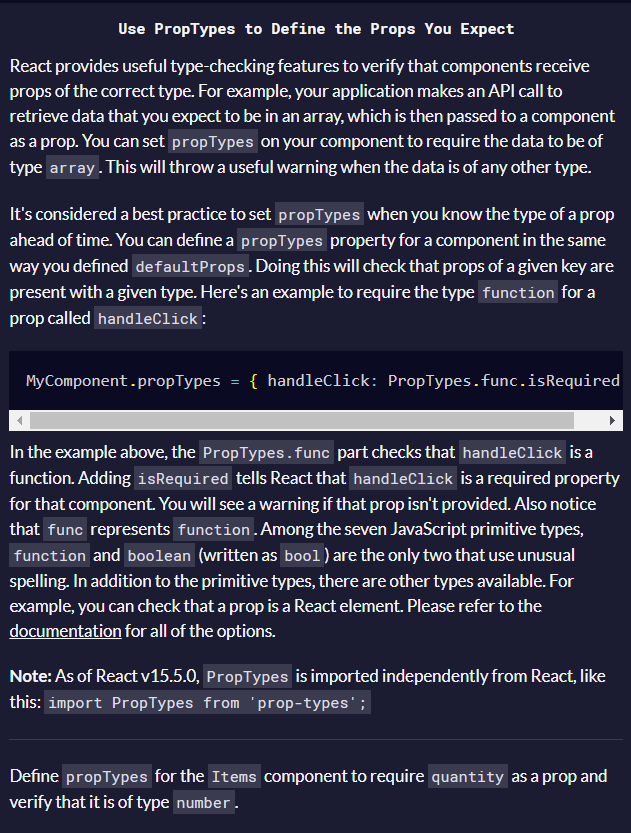 Use PropTypes to Define the Props You Expect
React provides useful type-checking features to verify that components receive
props of the correct type. For example, your application makes an API call to
retrieve data that you expect to be in an array, which is then passed to a component
as a prop. You can set propTypes on your component to require the data to be of
type array. This will throw a useful warning when the data is of any other type.
It's considered a best practice to set propTypes when you know the type of a prop
ahead of time. You can define a propTypes property for a component in the same
way you defined defaultProps. Doing this will check that props of a given key are
present with a given type. Here's an example to require the type function for a
prop called handleClick:
MyComponent.propTypes = { handleClick: PropTypes.func.isRequired
In the example above, the PropTypes.func part checks that handleClick is a
function. Adding isRequired tells React that handleClick is a required property
for that component. You will see a warning if that prop isn't provided. Also notice
that func represents function. Among the seven JavaScript primitive types,
function and boolean (written as bool) are the only two that use unusual
spelling. In addition to the primitive types, there are other types available. For
example, you can check that a prop is a React element. Please refer to the
documentation for all of the options.
Note: As of React v15.5.0, PropTypes is imported independently from React, like
this: import PropTypes from 'prop-types';
Define propTypes for the Items component to require quantity as a prop and
verify that it is of type number.